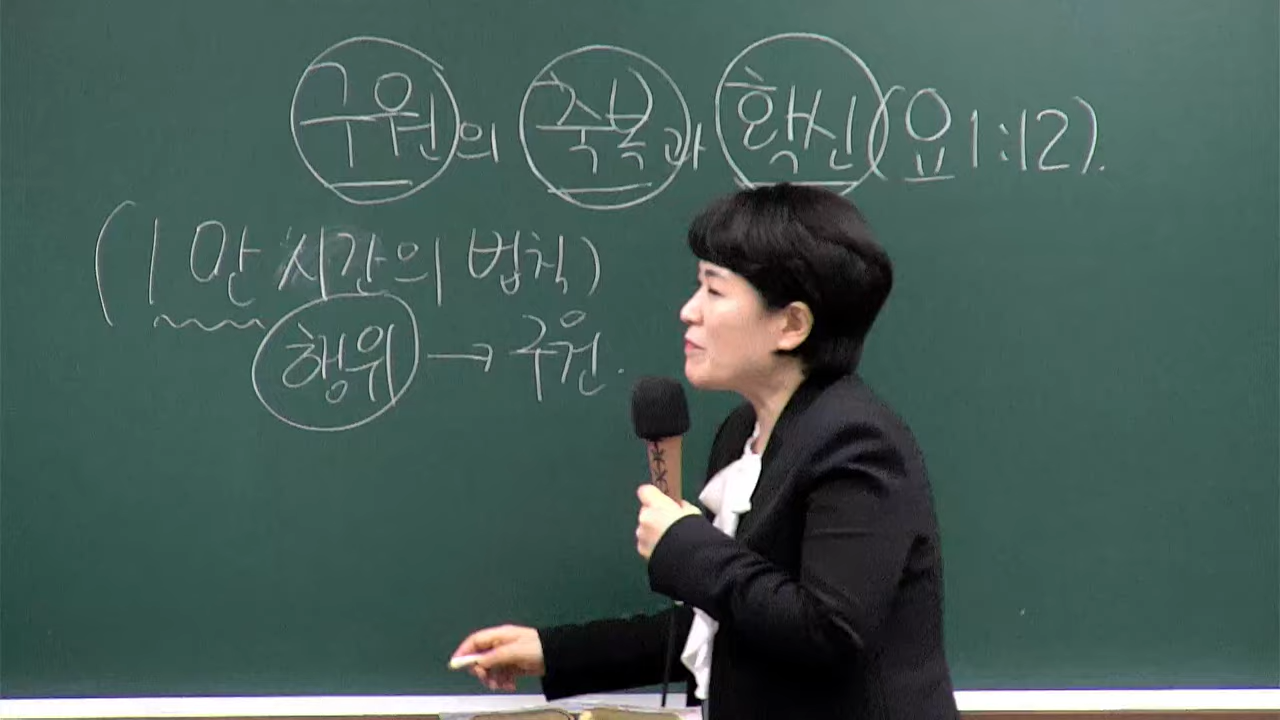 구원의 축복과 확신(요 1:12).
(1만 시간의 법칙)
행위 → 구원.